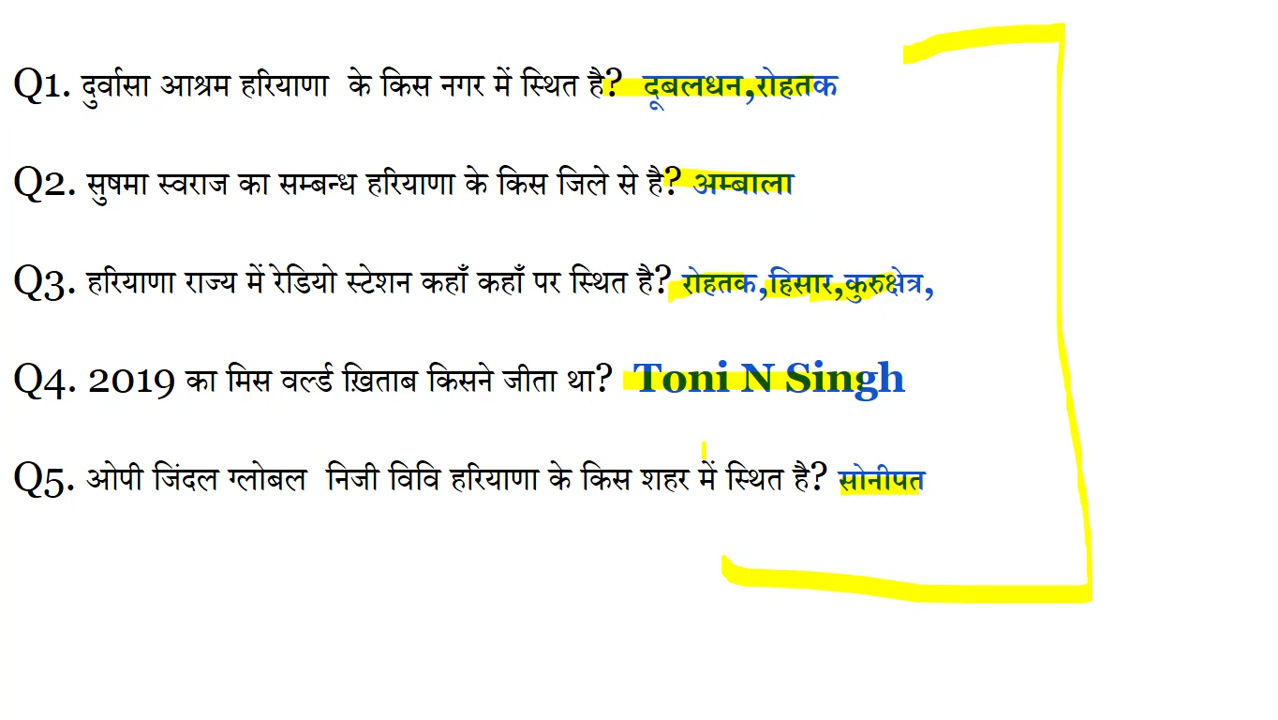 Q1. दुर्वासा आश्रम हरियाणा के किस नगर में स्थित है? दूबलधन,रोहतक
Q2. सुषमा स्वराज का सम्बन्ध हरियाणा के किस जिले से है? अम्बाला
Q3. हरियाणा राज्य में रेडियो स्टेशन कहाँ कहाँ पर स्थित है? रोहतक,हिसार,कुरुक्षेत्र,
Q4. 2019 का मिस वर्ल्ड ख़िताब किसने जीता था? Toni N Singh
Q5. ओपी जिंदल ग्लोबल निजी विवि हरियाणा के किस शहर में स्थित है? सोनीपत